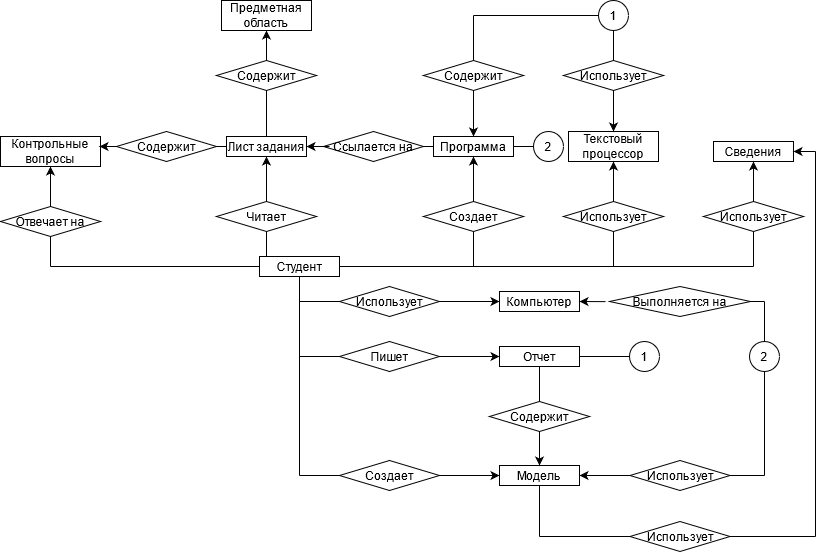 Предметная
область
1
Содержит
Содержит
Использует
Контрольные
вопросы
Содержит
Лист задания
Ссылается на
Программа
2
Текстовый
процессор
Сведения
Отвечает на
Читает
Создает
Использует
Использует
Студент
Использует
Компьютер
Выполняется на
Пишет
Отчет
1
2
Содержит
Создает
Модель
Использует
Использует